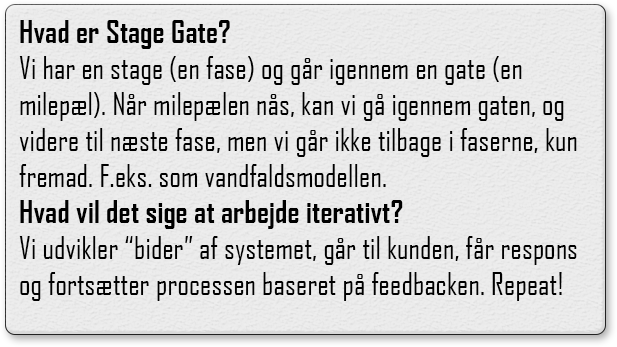 Hvad er Stage Gate?
Vi har en stage (en fase) og går igennem en gate (en
milepæl). Når milepælen nås, kan vi gå igennem gaten, og
videre til næste fase, men vi går ikke tilbage i faserne, kun
fremad. F.eks. som vandfaldsmodellen.
Hvad vil det sige at arbejde iterativt?
Vi udvikler “bider” af systemet, går til kunden, får respons
og fortsætter processen baseret på feedbacken. Repeat!